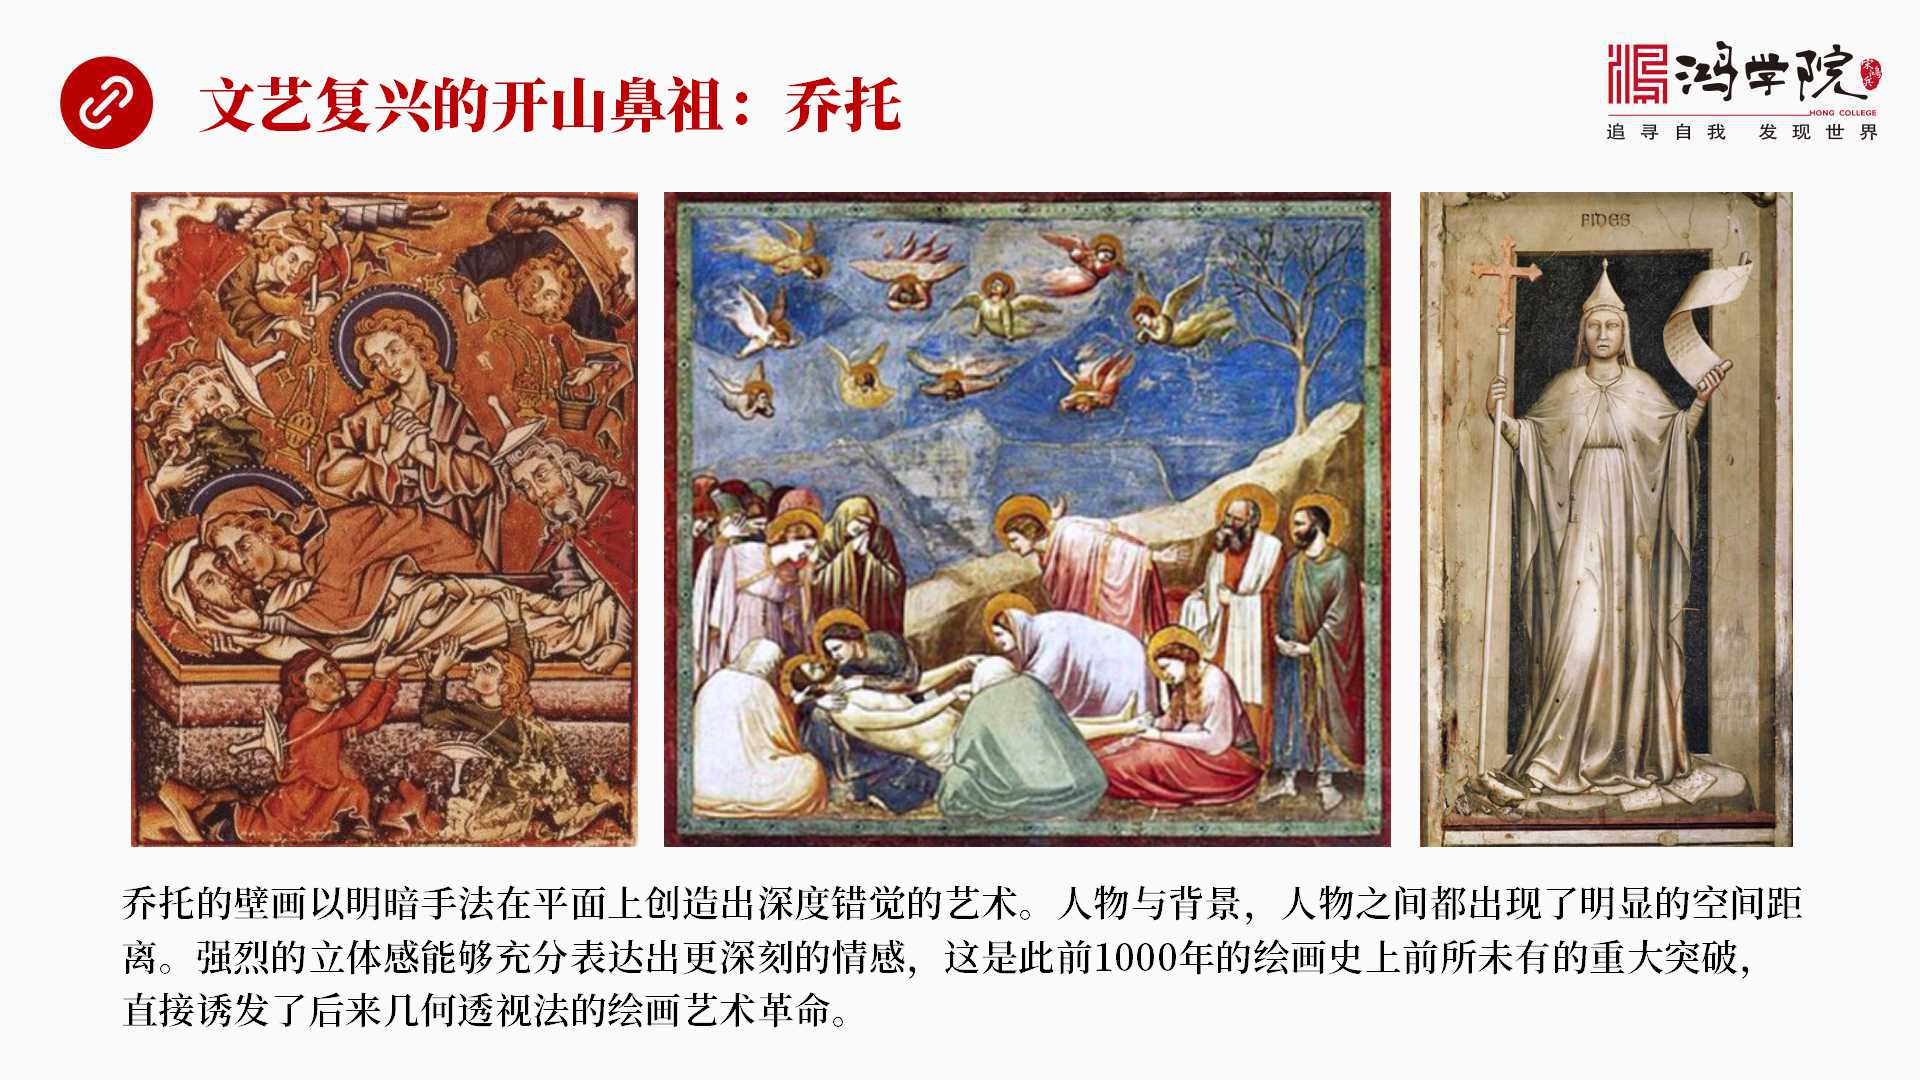 文艺复兴的开山鼻祖：乔托
鸿学院
宋鸿兵
HONG COLLEGE
追寻自我 发现世界
FIDES
乔托的壁画以明暗手法在平面上创造出深度错觉的艺术。人物与背景，人物之间都出现了明显的空间距
离。强烈的立体感能够充分表达出更深刻的情感，这是此前1000年的绘画史上前所未有的重大突破，
直接诱发了后来几何透视法的绘画艺术革命。